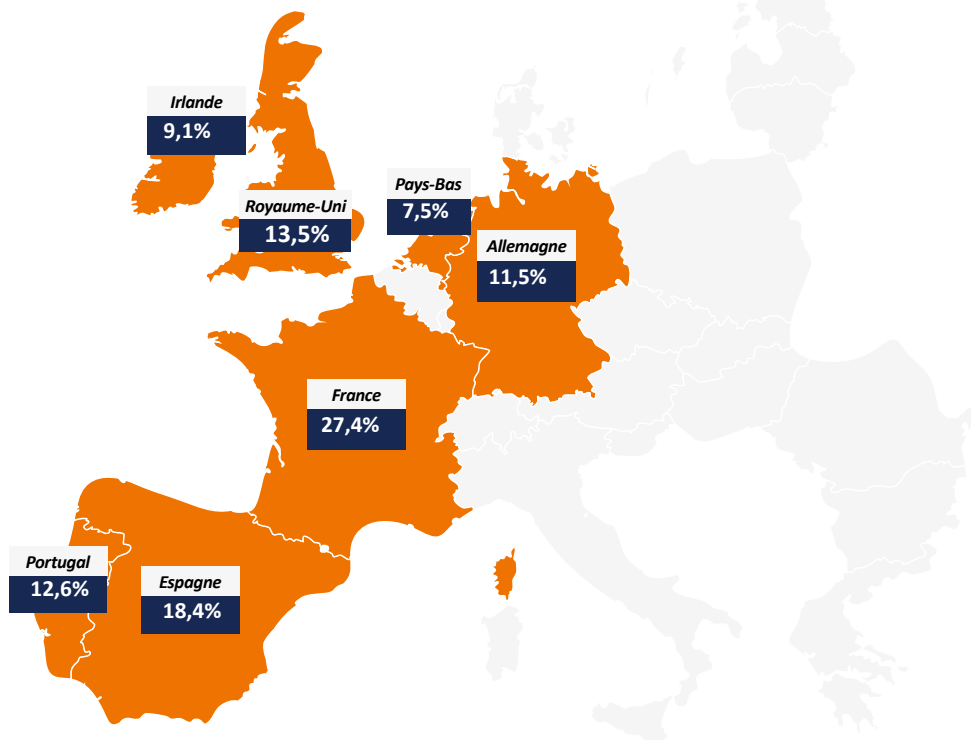 Irlande
9,1%
Royaume-Uni
13,5%
Pays-Bas
7,5%
Allemagne
11,5%
France
27,4%
Portugal
12,6%
Espagne
18,4%